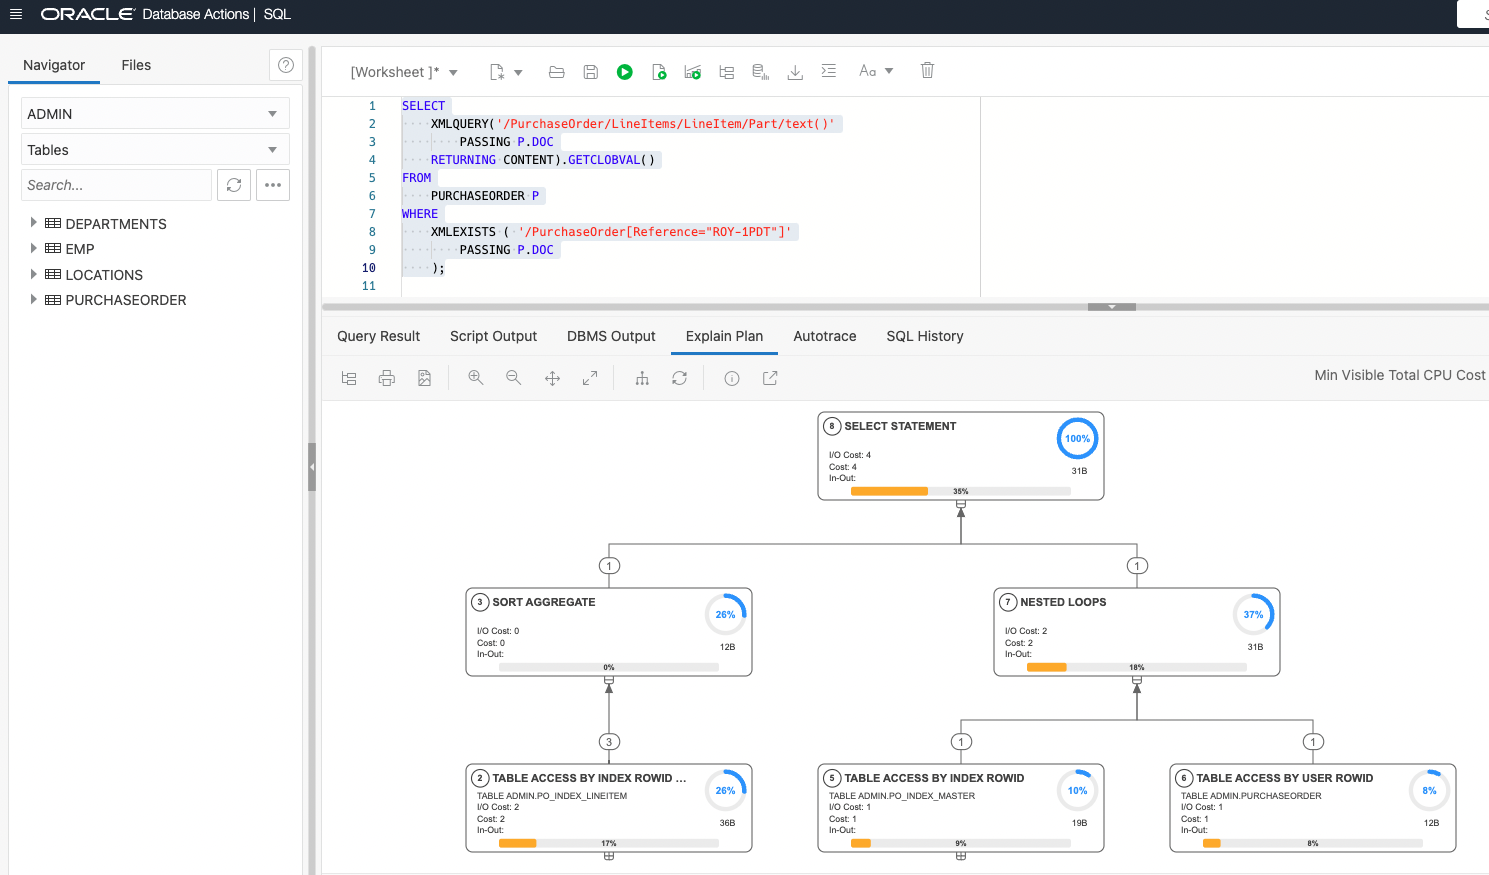 ORACLE Database Actions | SQL
Navigator
Files
ADMIN
Tables
Search...
DEPARTMENTS
EMP
LOCATIONS
PURCHASEORDER
[Worksheet ]*
Aa
1 SELECT
2 XMLQUERY('/PurchaseOrder/LineItems/LineItem/Part/text()'
3 PASSING P.DOC
4 RETURNING CONTENT).GETCLOBVAL()
5 FROM
6 PURCHASEORDER P
7 WHERE
8 XMLEXISTS ( '/PurchaseOrder[Reference="ROY-1PDT"]'
9 PASSING P.DOC
10 );
11
Query Result
Script Output
DBMS Output
Explain Plan
Autotrace
SQL History
Min Visible Total CPU Cost
8 SELECT STATEMENT
100%
I/O Cost: 4
Cost: 4
31B
In-Out:
35%
1
1
3 SORT AGGREGATE
26%
I/O Cost: 0
Cost: 0
12B
In-Out:
0%
7 NESTED LOOPS
37%
I/O Cost: 2
Cost: 2
31B
In-Out:
18%
3
1
1
2 TABLE ACCESS BY INDEX ROWID ...
26%
TABLE ADMIN.PO_INDEX_LINEITEM
I/O Cost: 2
Cost: 2
36B
In-Out:
17%
5 TABLE ACCESS BY INDEX ROWID
10%
TABLE ADMIN.PO_INDEX_MASTER
I/O Cost: 1
Cost: 1
19B
In-Out:
9%
6 TABLE ACCESS BY USER ROWID
8%
TABLE ADMIN.PURCHASEORDER
I/O Cost: 1
Cost: 1
12B
In-Out:
8%